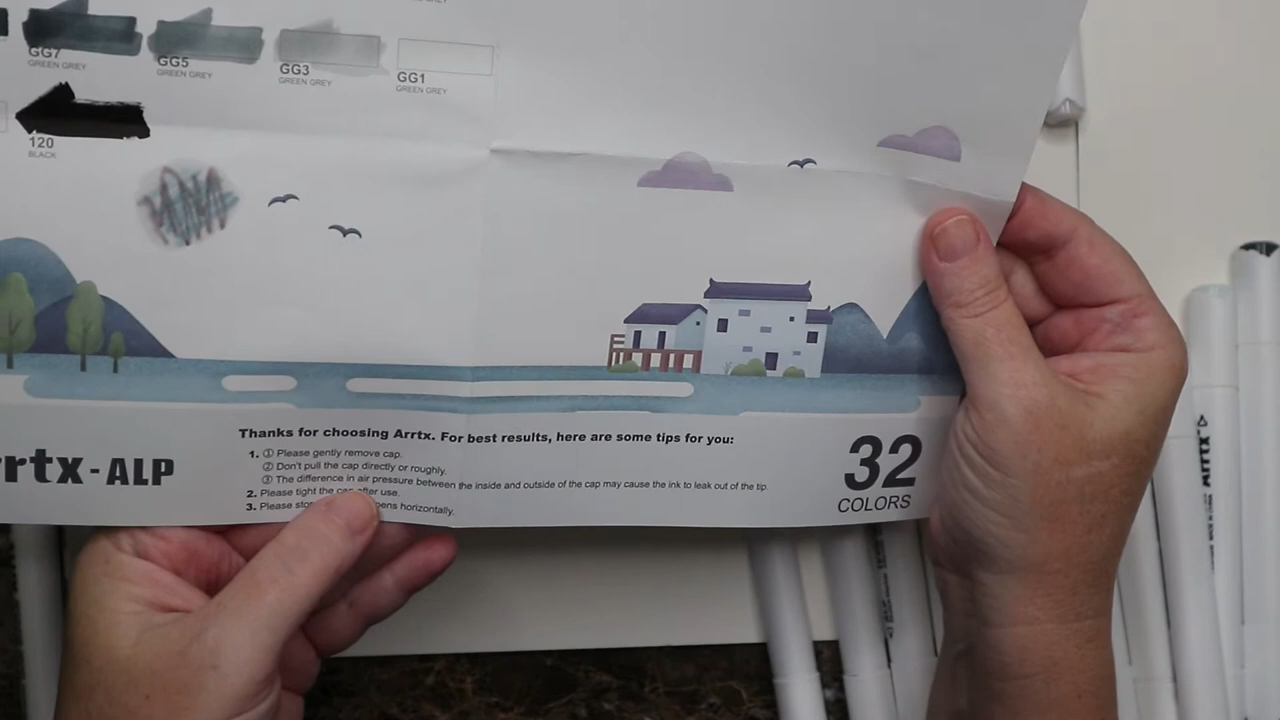 GG7
GREEN GREY
GG5
GREEN GREY
GG3
GREEN GREY
GG1
GREEN GREY
120
BLACK
Thanks for choosing Arrtx. For best results, here are some tips for you:
1. ① Please gently remove cap.
② Don't pull the cap directly or roughly.
③ The difference in air pressure between the inside and outside of the cap may cause the ink to leak out of the tip.
2. Please tight the cap after use.
3. Please pens horizontally.
rtx-ALP
32
COLORS
Arrtx